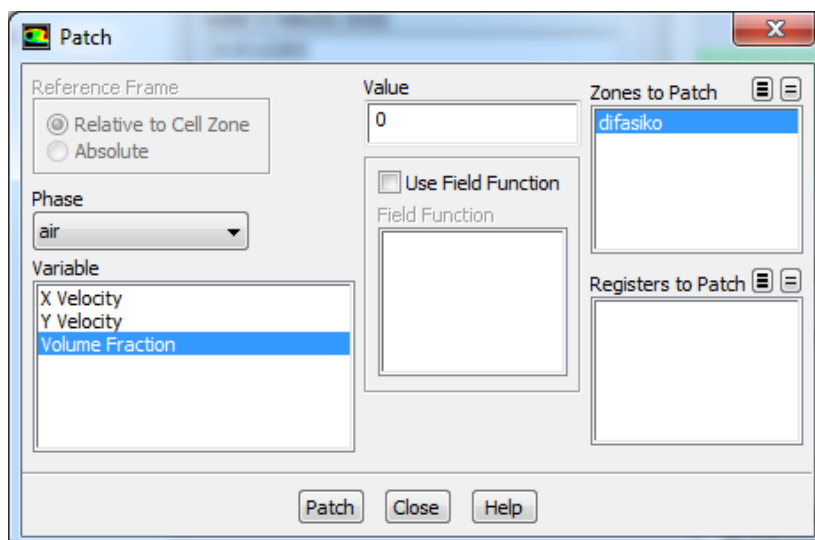 Patch
Reference Frame
Relative to Cell Zone
Absolute
Phase
air
Variable
X Velocity
Y Velocity
Volume Fraction
Value
0
Use Field Function
Field Function
Zones to Patch
difasiko
Registers to Patch
Patch
Close
Help